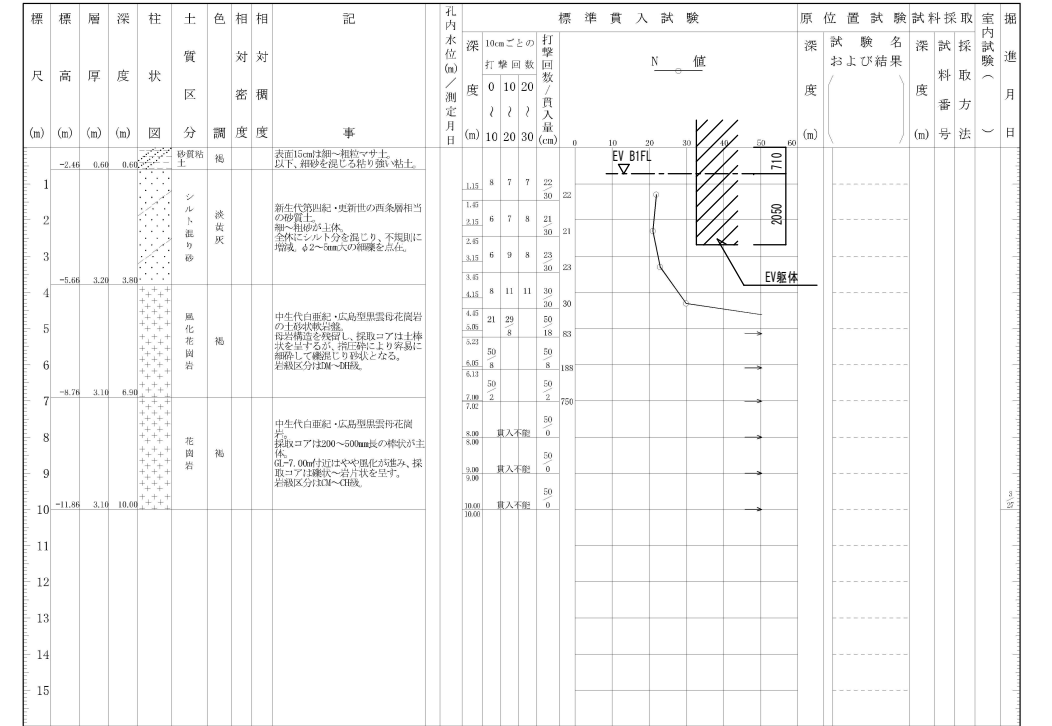 標尺(m)
標高(m)
層厚(m)
深度(m)
柱状図
土質区分
色調
相対密度
相対稠度
記事
孔内水位(m)／測定月日
標準貫入試験
深度(m)
10cmごとの打撃回数
0～10
10～20
20～30
打撃回数／貫入量(cm)
N 値
0 10 20 30 40 50 60
原位置試験
深度(m)
試験名および結果
試料採取
深度(m)
試料番号
採取方法
室内試験( )
掘進月日
-2.46 0.60 0.60
砂質粘土
褐
表面15cmは細～粗粒マサ土。
以下、細砂を混じる粘り強い粘土。
EV B1FL
710
2050
EV躯体
-5.66 3.20 3.80
シルト混り砂
淡黄灰
新生代第四紀・更新世の西条層相当
の砂質土。
細～粗砂が主体。
全体にシルト分を混じり、不規則に
増減。φ2～5mm大の細礫を点在。
-8.76 3.10 6.90
風化花崗岩
褐
中生代白亜紀・広島型黒雲母花崗岩
の土砂状軟岩盤。
母岩構造を残留し、採取コアは土棒
状を呈するが、指圧砕により容易に
細砕して礫混じり砂状となる。
岩級区分はDM～DH級。
-11.86 3.10 10.00
花崗岩
褐
中生代白亜紀・広島型黒雲母花崗
岩。
採取コアは200～500mm長の棒状が主
体。
GL-7.00m付近はやや風化が進み、採
取コアは礫状～岩片状を呈す。
岩級区分はCM～CH級。
1
2
3
4
5
6
7
8
9
10
11
12
13
14
15
1.15 8 7 7 22/30 22
1.45
2.15 6 7 8 21/30 21
2.45
3.15 6 9 8 23/30 23
3.45
4.15 8 11 11 30/30 30
4.45
5.05 21 29/8 50/18 83
5.23
6.05 50/8 50/8 188
6.13
7.00 50/2 50/2 750
7.02
8.00 貫入不能 50/0
8.00
9.00 貫入不能 50/0
9.00
10.00 貫入不能 50/0
10.00